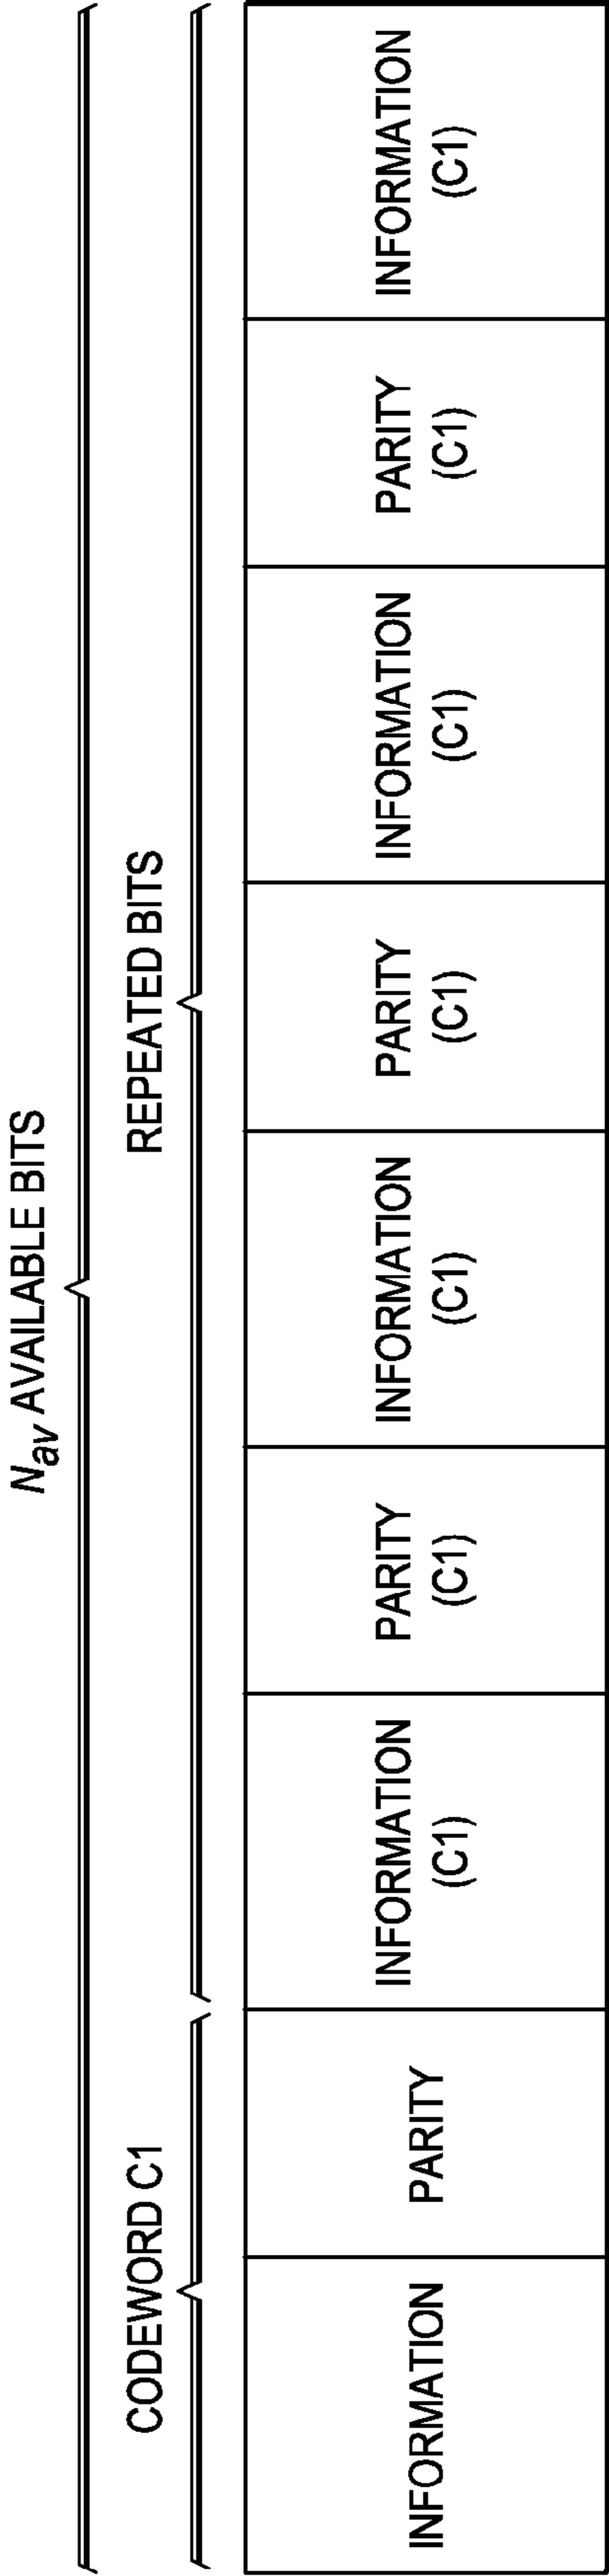 N_av AVAILABLE BITS
CODEWORD C1
REPEATED BITS
INFORMATION
PARITY
INFORMATION
(C1)
PARITY
(C1)
INFORMATION
(C1)
PARITY
(C1)
INFORMATION
(C1)
PARITY
(C1)
INFORMATION
(C1)